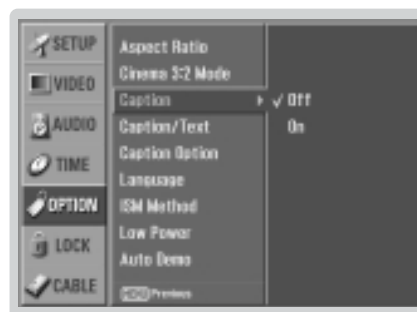 SETUP
VIDEO
AUDIO
TIME
OPTION
LOCK
CABLE
Aspect Ratio
Cinema 3:2 Mode
Caption
Caption/Text
Caption Option
Language
ISM Method
Low Power
Auto Demo
MENU Previous
Off
On